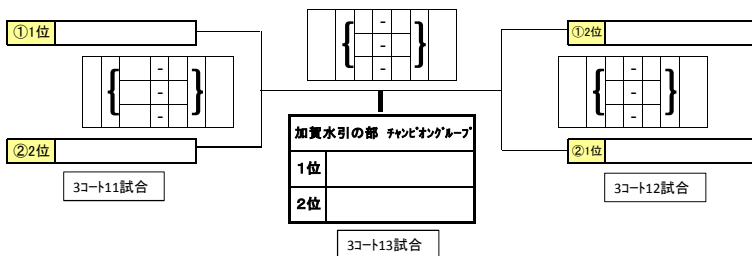 ①1位
①2位
-
-
-
-
-
-
-
-
-
加賀水引の部 ﾁｬﾝﾋﾟｵﾝｸﾞﾙｰﾌﾟ
1位
2位
②2位
②1位
3ｺｰﾄ11試合
3ｺｰﾄ12試合
3ｺｰﾄ13試合